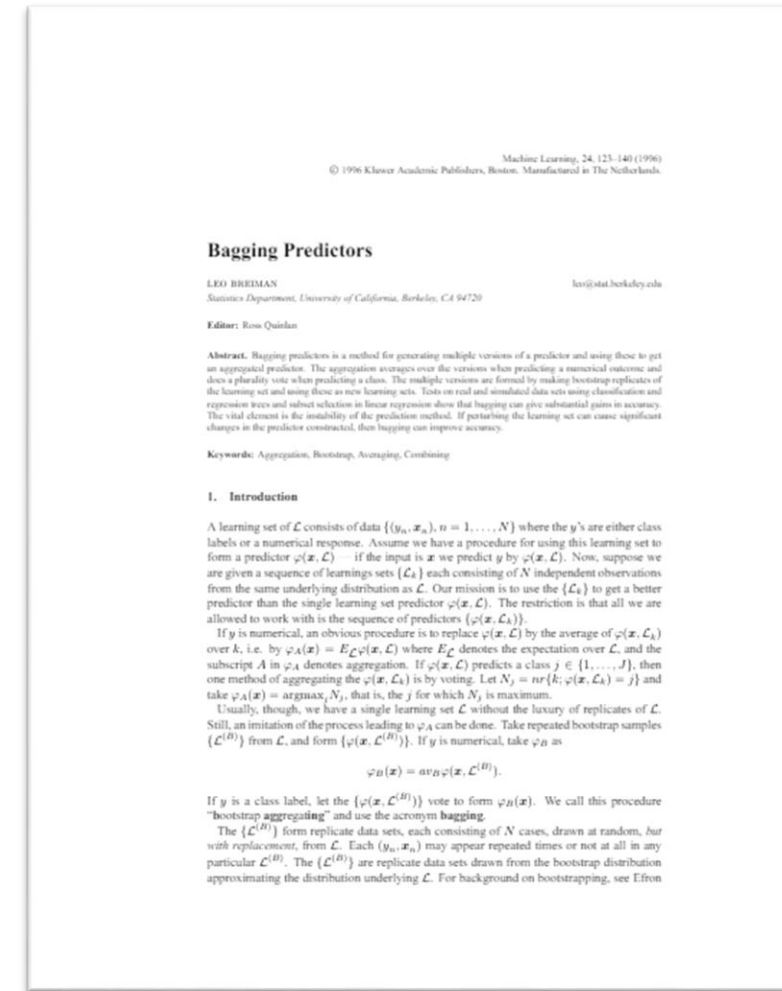 Machine Learning, 24, 123–140 (1996)
© 1996 Kluwer Academic Publishers, Boston. Manufactured in The Netherlands.
Bagging Predictors
LEO BREIMAN leo@stat.berkeley.edu
Statistics Department, University of California, Berkeley, CA 94720
Editor: Ross Quinlan
Abstract. Bagging predictors is a method for generating multiple versions of a predictor and using these to get
an aggregated predictor. The aggregation averages over the versions when predicting a numerical outcome and
does a plurality vote when predicting a class. The multiple versions are formed by making bootstrap replicates of
the learning set and using these as new learning sets. Tests on real and simulated data sets using classification and
regression trees and subset selection in linear regression show that bagging can give substantial gains in accuracy.
The vital element is the instability of the prediction method. If perturbing the learning set can cause significant
changes in the predictor constructed, then bagging can improve accuracy.
Keywords: Aggregation, Bootstrap, Averaging, Combining
1. Introduction
A learning set of ℒ consists of data {(yₙ, xₙ), n = 1, . . . , N} where the y's are either class
labels or a numerical response. Assume we have a procedure for using this learning set to
form a predictor φ(x, ℒ) — if the input is x we predict y by φ(x, ℒ). Now, suppose we
are given a sequence of learnings sets {ℒₖ} each consisting of N independent observations
from the same underlying distribution as ℒ. Our mission is to use the {ℒₖ} to get a better
predictor than the single learning set predictor φ(x, ℒ). The restriction is that all we are
allowed to work with is the sequence of predictors {φ(x, ℒₖ)}.
If y is numerical, an obvious procedure is to replace φ(x, ℒ) by the average of φ(x, ℒₖ)
over k, i.e. by φ_A(x) = E_ℒ φ(x, ℒ) where E_ℒ denotes the expectation over ℒ, and the
subscript A in φ_A denotes aggregation. If φ(x, ℒ) predicts a class j ∈ {1, . . . , J}, then
one method of aggregating the φ(x, ℒₖ) is by voting. Let Nⱼ = nr{k; φ(x, ℒₖ) = j} and
take φ_A(x) = argmaxⱼ Nⱼ, that is, the j for which Nⱼ is maximum.
Usually, though, we have a single learning set ℒ without the luxury of replicates of ℒ.
Still, an imitation of the process leading to φ_A can be done. Take repeated bootstrap samples
{ℒ^(B)} from ℒ, and form {φ(x, ℒ^(B))}. If y is numerical, take φ_B as
φ_B(x) = av_B φ(x, ℒ^(B)).
If y is a class label, let the {φ(x, ℒ^(B))} vote to form φ_B(x). We call this procedure
"bootstrap aggregating" and use the acronym bagging.
The {ℒ^(B)} form replicate data sets, each consisting of N cases, drawn at random, but
with replacement, from ℒ. Each (yₙ, xₙ) may appear repeated times or not at all in any
particular ℒ^(B). The {ℒ^(B)} are replicate data sets drawn from the bootstrap distribution
approximating the distribution underlying ℒ. For background on bootstrapping, see Efron